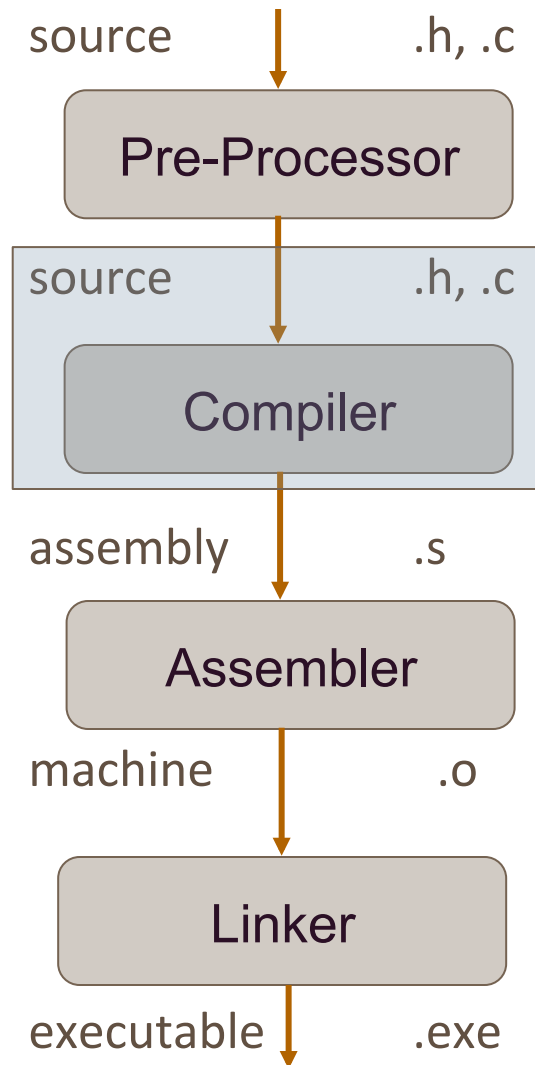 source .h, .c
Pre-Processor
source .h, .c
Compiler
assembly .s
Assembler
machine .o
Linker
executable .exe